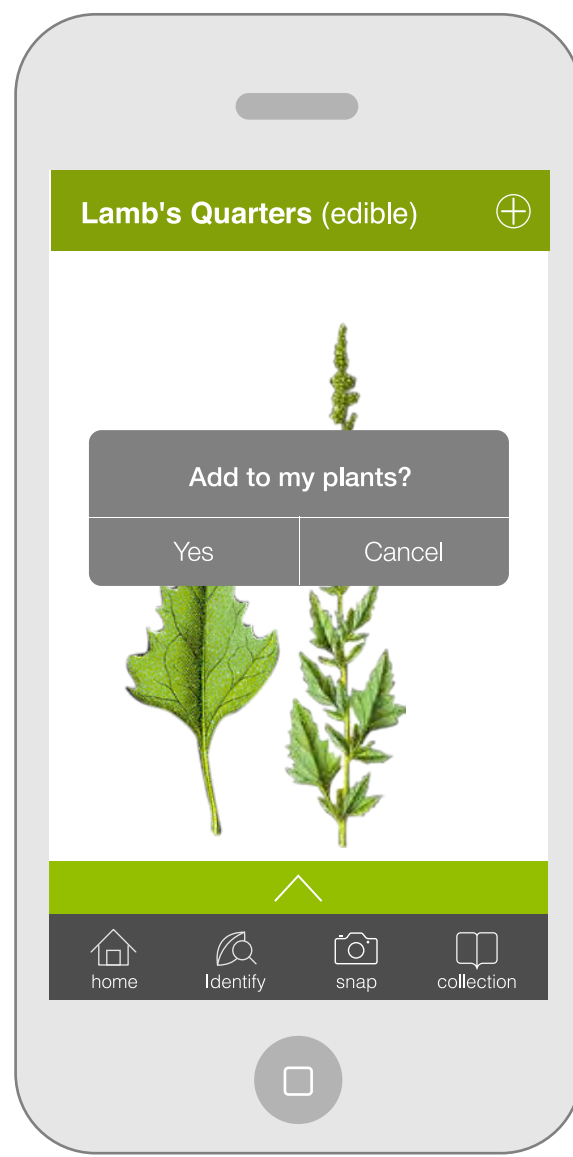 Lamb's Quarters (edible)
Add to my plants?
Yes Cancel
home Identify snap collection